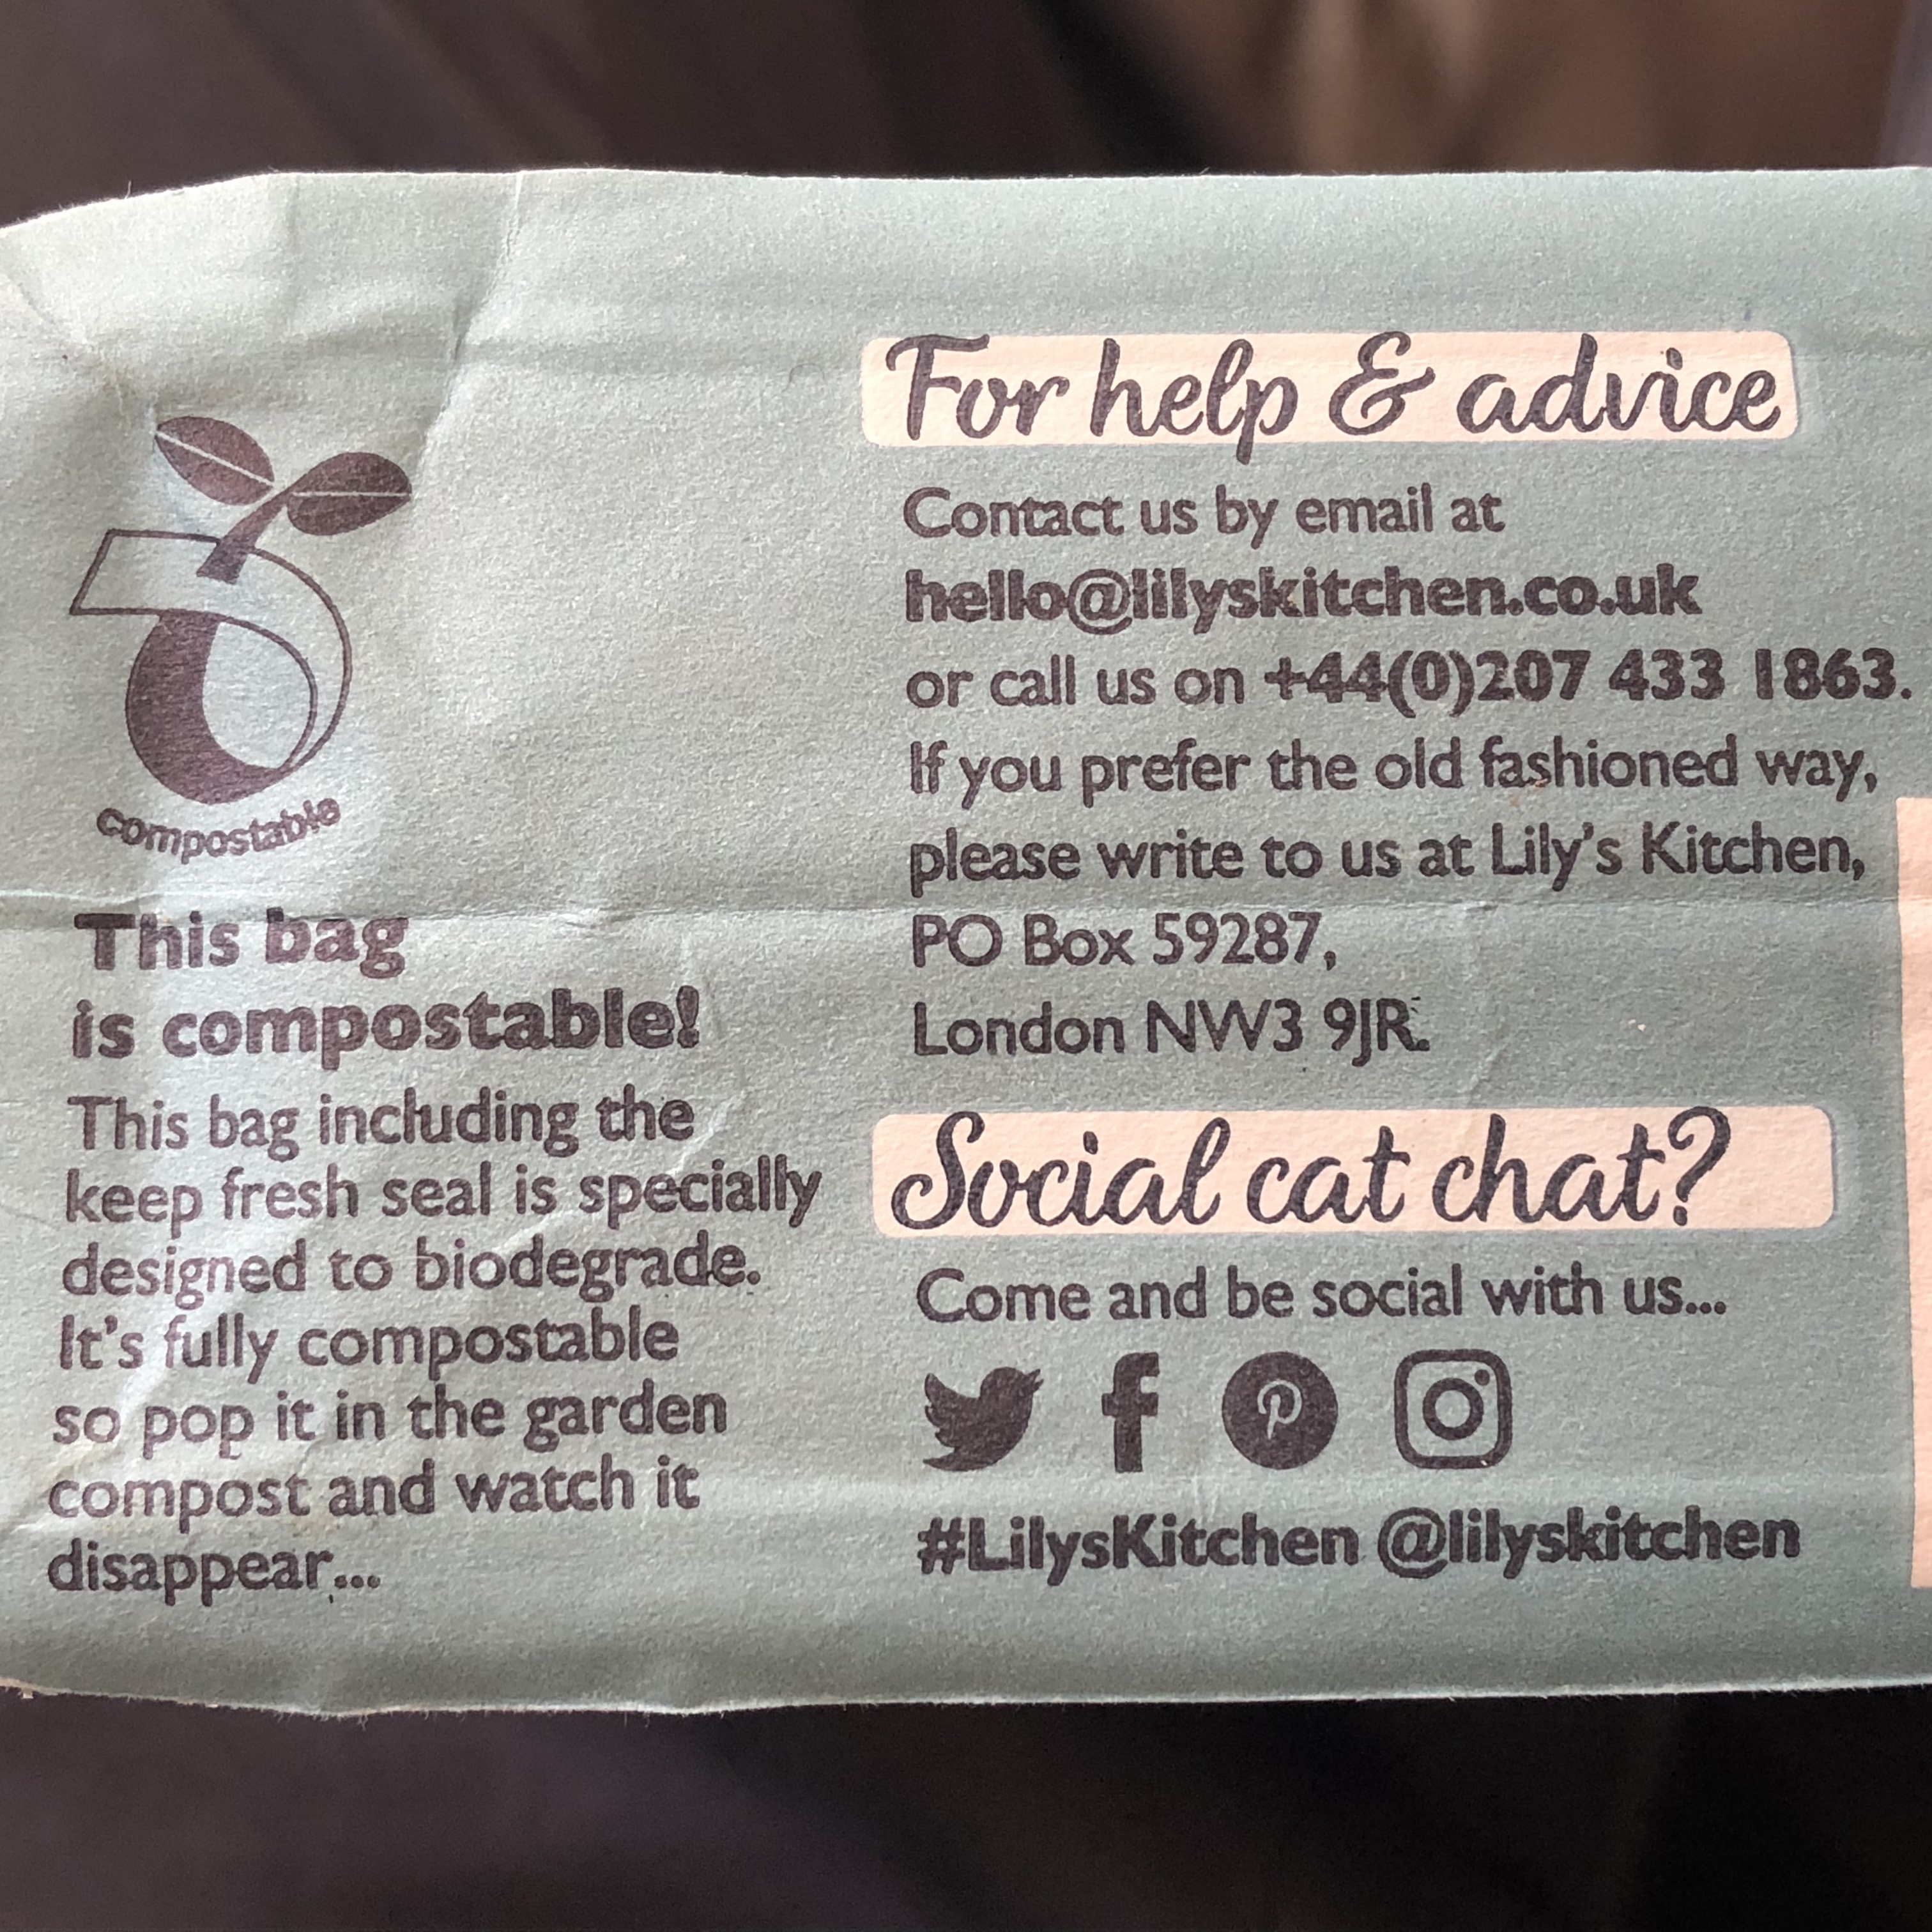 compostable
This bag
is compostable!
This bag including the
keep fresh seal is specially
designed to biodegrade.
It's fully compostable
so pop it in the garden
compost and watch it
disappear...
For help & advice
Contact us by email at
hello@lilyskitchen.co.uk
or call us on +44(0)207 433 1863.
If you prefer the old fashioned way,
please write to us at Lily's Kitchen,
PO Box 59287,
London NW3 9JR.
Social cat chat?
Come and be social with us...
#LilysKitchen @lilyskitchen